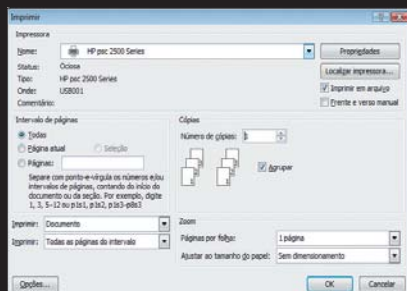 Imprimir
Impressora
Nome: HP psc 2500 Series
Propriedades
Status: Ociosa
Localizar impressora...
Tipo: HP psc 2500 Series
Onde: USB001
Imprimir em arquivo
Comentário:
Frente e verso manual
Intervalo de páginas
Todas
Página atual
Seleção
Páginas:
Separe com ponto-e-vírgula os números e/ou
intervalos de páginas, contando do início do
documento ou da seção. Por exemplo, digite
1, 3, 5–12 ou p1s1, p1s2, p1s3–p8s3
Cópias
Número de cópias:
Agrupar
Imprimir: Documento
Imprimir: Todas as páginas do intervalo
Zoom
Páginas por folha: 1 página
Ajustar ao tamanho do papel: Sem dimensionamento
Opções...
OK
Cancelar